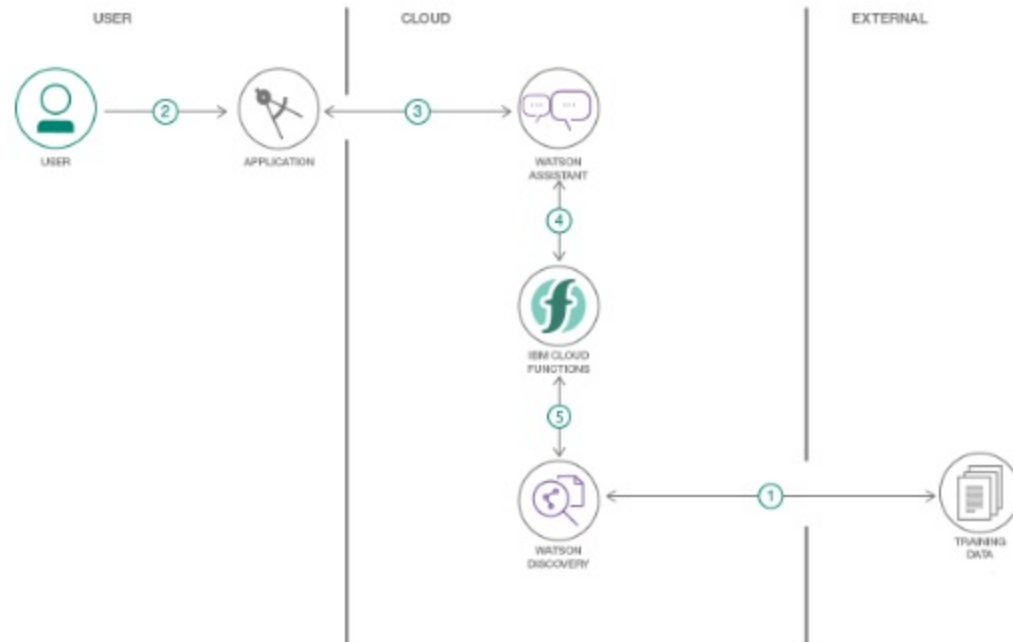 USER
CLOUD
EXTERNAL
2
3
USER
APPLICATION
WATSON
ASSISTANT
4
IBM CLOUD
FUNCTIONS
5
1
WATSON
DISCOVERY
TRAINING
DATA